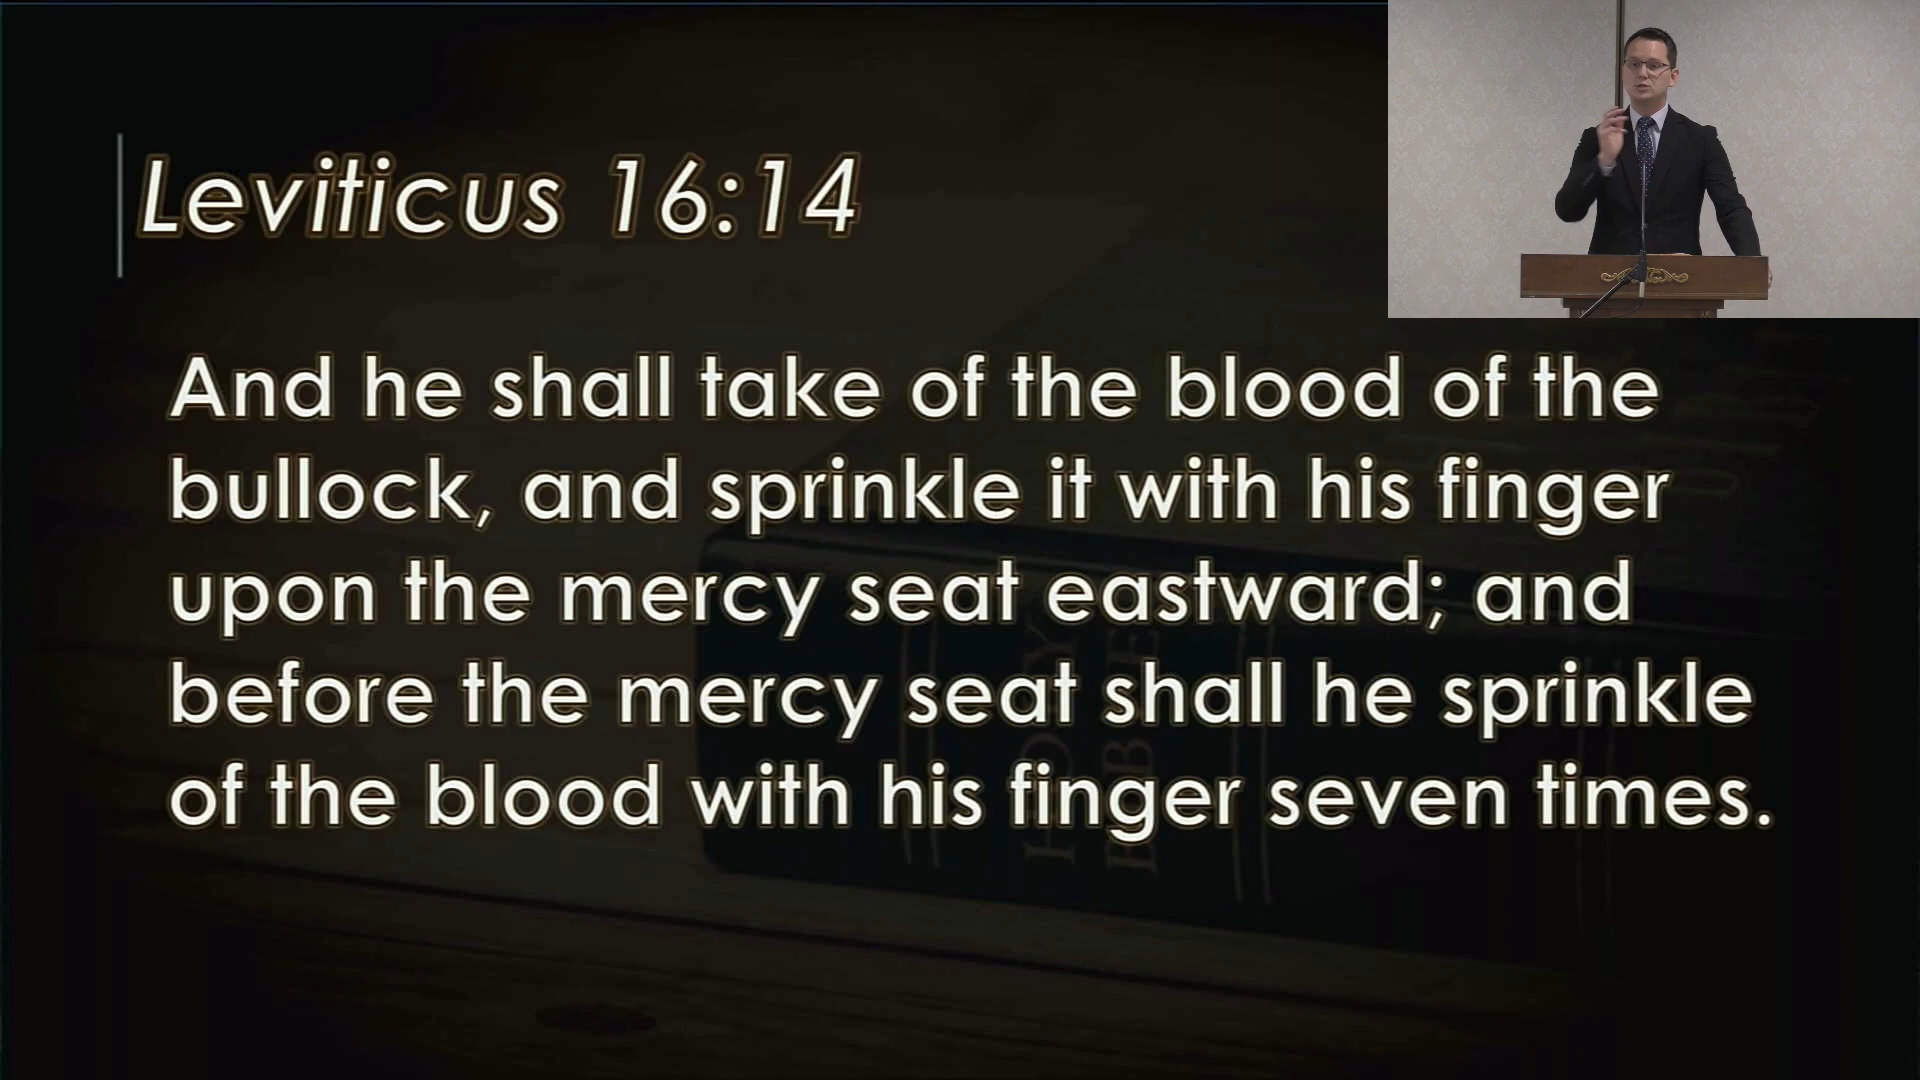 Leviticus 16:14
And he shall take of the blood of the
bullock, and sprinkle it with his finger
upon the mercy seat eastward; and
before the mercy seat shall he sprinkle
of the blood with his finger seven times.
HOLY
BIBLE